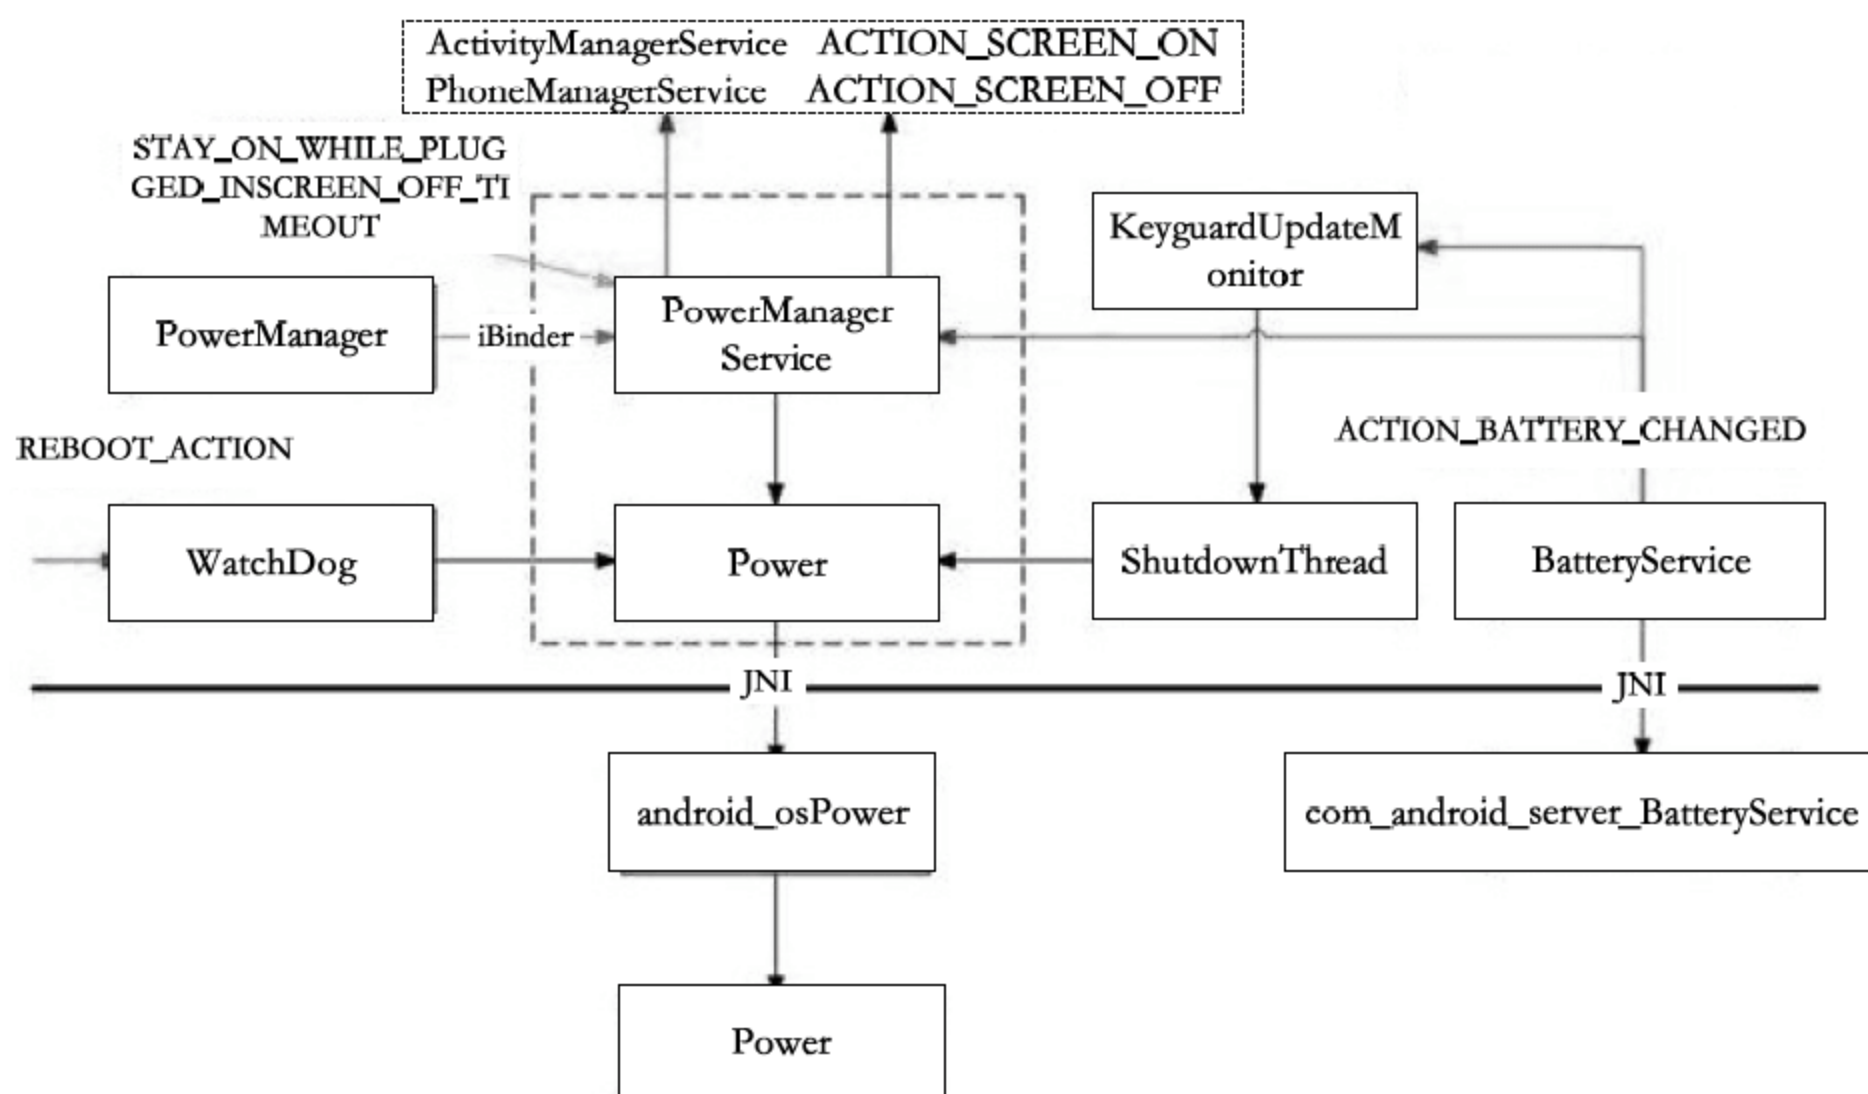 ActivityManagerService ACTION_SCREEN_ON
PhoneManagerService ACTION_SCREEN_OFF
STAY_ON_WHILE_PLUG
GED_INSCREEN_OFF_TI
MEOUT
KeyguardUpdateM
onitor
PowerManager
iBinder
PowerManager
Service
ACTION_BATTERY_CHANGED
REBOOT_ACTION
WatchDog
Power
ShutdownThread
BatteryService
JNI
JNI
android_osPower
com_android_server_BatteryService
Power